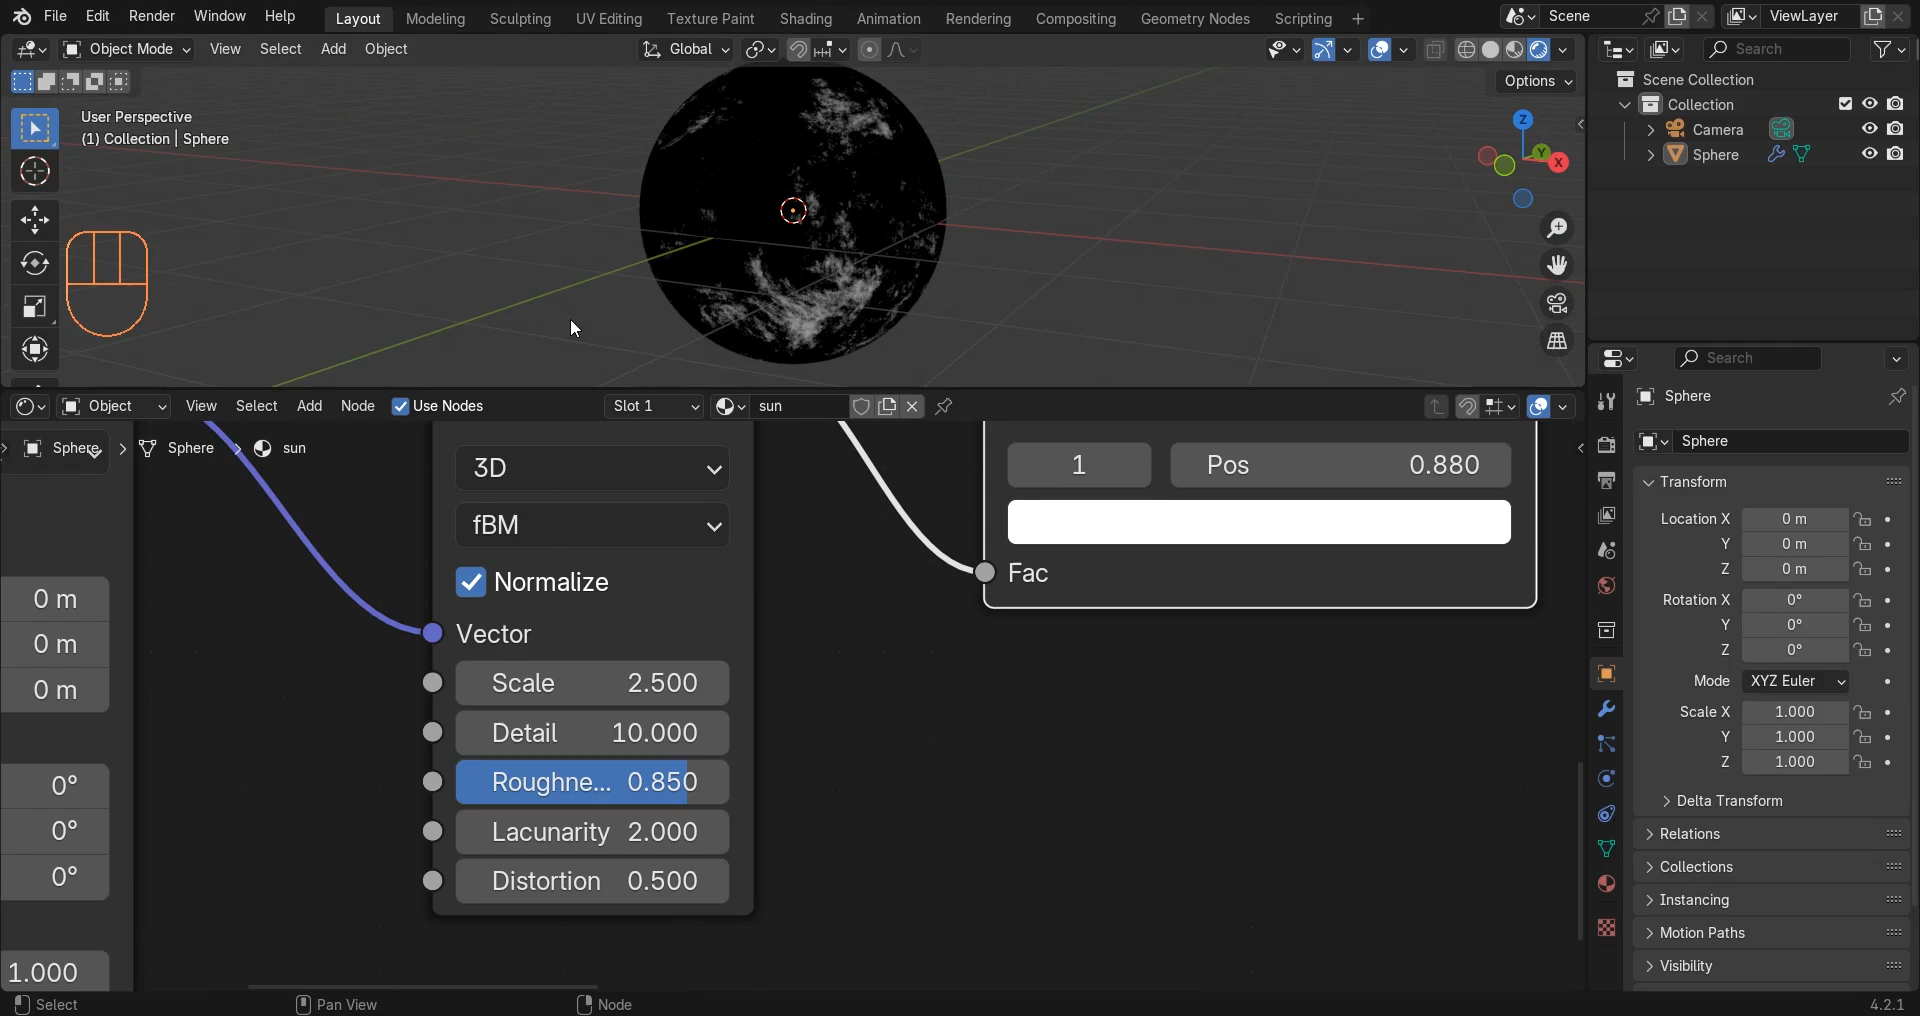 File Edit Render Window Help Layout Modeling Sculpting UV Editing Texture Paint Shading Animation Rendering Compositing Geometry Nodes Scripting + Scene ViewLayer
Object Mode View Select Add Object Global Search
Options
User Perspective
(1) Collection | Sphere
Z
Y
X
Scene Collection
Collection
Camera
Sphere
Search
Object View Select Add Node Use Nodes Slot 1 sun
Sphere > Sphere > sun
0 m
0 m
0 m
0°
0°
0°
1.000
3D
fBM
Normalize
Vector
Scale 2.500
Detail 10.000
Roughne... 0.850
Lacunarity 2.000
Distortion 0.500
1 Pos 0.880
Fac
Sphere
Sphere
Transform
Location X 0 m
Y 0 m
Z 0 m
Rotation X 0°
Y 0°
Z 0°
Mode XYZ Euler
Scale X 1.000
Y 1.000
Z 1.000
Delta Transform
Relations
Collections
Instancing
Motion Paths
Visibility
Select Pan View Node 4.2.1